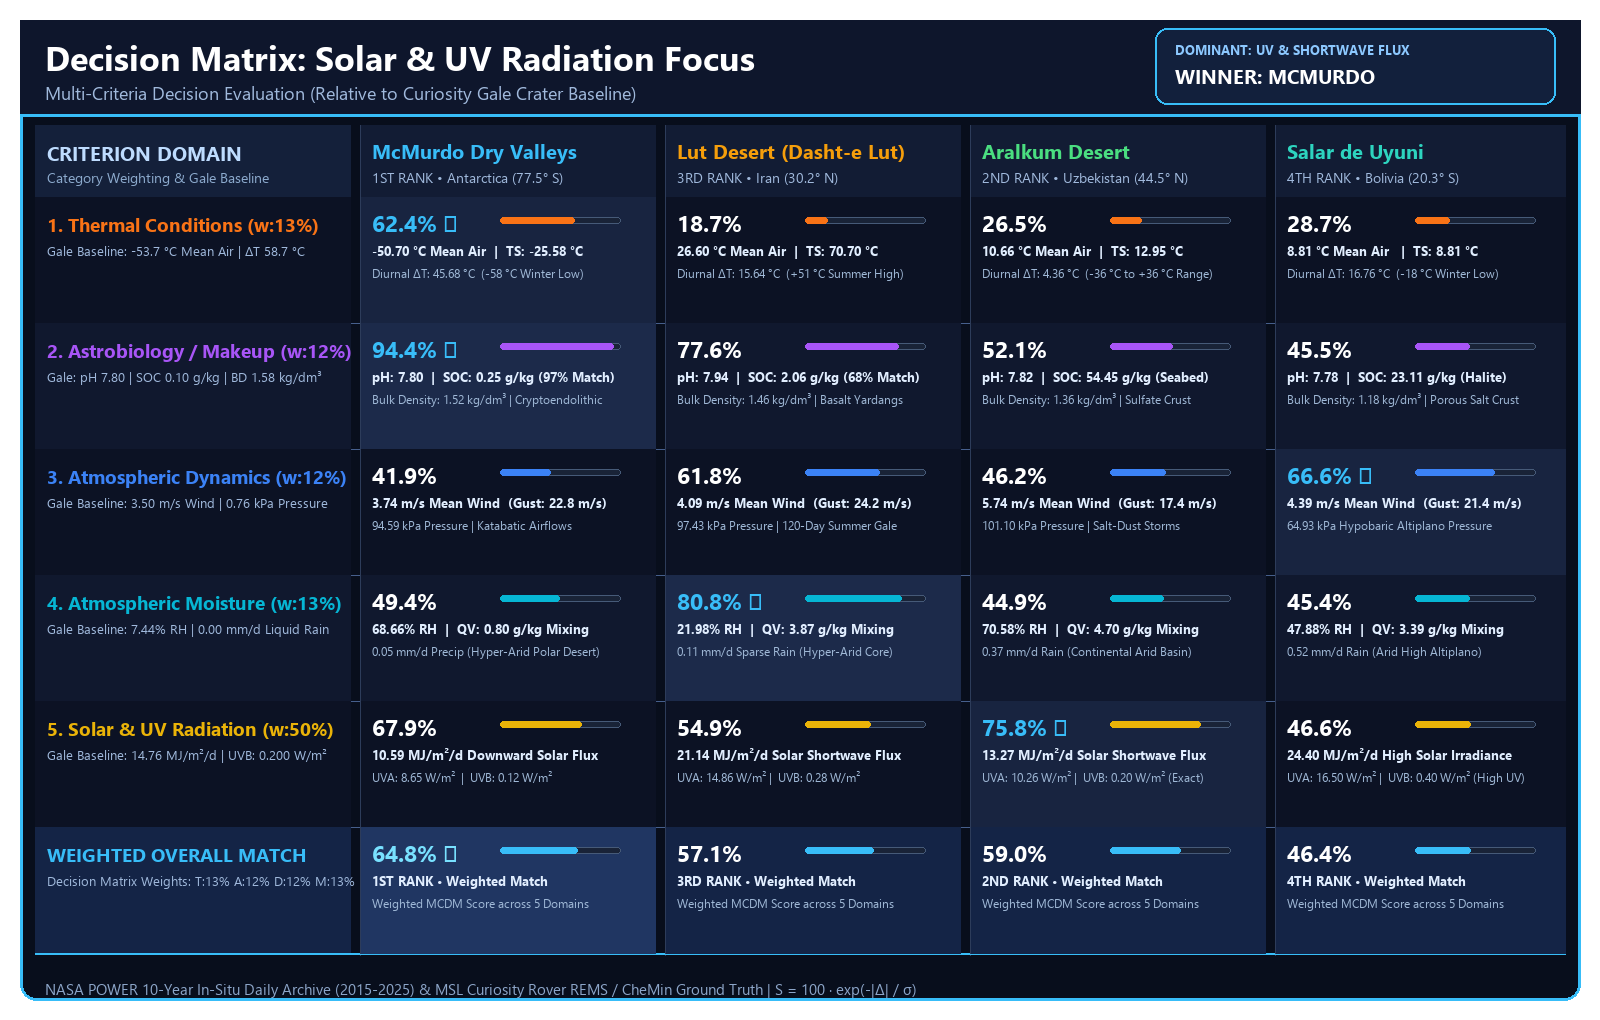 Decision Matrix: Solar & UV Radiation Focus
Multi-Criteria Decision Evaluation (Relative to Curiosity Gale Crater Baseline)
DOMINANT: UV & SHORTWAVE FLUX
WINNER: MCMURDO
CRITERION DOMAIN
Category Weighting & Gale Baseline
McMurdo Dry Valleys
1ST RANK • Antarctica (77.5° S)
Lut Desert (Dasht-e Lut)
3RD RANK • Iran (30.2° N)
Aralkum Desert
2ND RANK • Uzbekistan (44.5° N)
Salar de Uyuni
4TH RANK • Bolivia (20.3° S)
1. Thermal Conditions (w:13%)
Gale Baseline: -53.7 °C Mean Air | ΔT 58.7 °C
62.4%
-50.70 °C Mean Air | TS: -25.58 °C
Diurnal ΔT: 45.68 °C (-58 °C Winter Low)
18.7%
26.60 °C Mean Air | TS: 70.70 °C
Diurnal ΔT: 15.64 °C (+51 °C Summer High)
26.5%
10.66 °C Mean Air | TS: 12.95 °C
Diurnal ΔT: 4.36 °C (-36 °C to +36 °C Range)
28.7%
8.81 °C Mean Air | TS: 8.81 °C
Diurnal ΔT: 16.76 °C (-18 °C Winter Low)
2. Astrobiology / Makeup (w:12%)
Gale: pH 7.80 | SOC 0.10 g/kg | BD 1.58 kg/dm³
94.4%
pH: 7.80 | SOC: 0.25 g/kg (97% Match)
Bulk Density: 1.52 kg/dm³ | Cryptoendolithic
77.6%
pH: 7.94 | SOC: 2.06 g/kg (68% Match)
Bulk Density: 1.46 kg/dm³ | Basalt Yardangs
52.1%
pH: 7.82 | SOC: 54.45 g/kg (Seabed)
Bulk Density: 1.36 kg/dm³ | Sulfate Crust
45.5%
pH: 7.78 | SOC: 23.11 g/kg (Halite)
Bulk Density: 1.18 kg/dm³ | Porous Salt Crust
3. Atmospheric Dynamics (w:12%)
Gale Baseline: 3.50 m/s Wind | 0.76 kPa Pressure
41.9%
3.74 m/s Mean Wind (Gust: 22.8 m/s)
94.59 kPa Pressure | Katabatic Airflows
61.8%
4.09 m/s Mean Wind (Gust: 24.2 m/s)
97.43 kPa Pressure | 120-Day Summer Gale
46.2%
5.74 m/s Mean Wind (Gust: 17.4 m/s)
101.10 kPa Pressure | Salt-Dust Storms
66.6%
4.39 m/s Mean Wind (Gust: 21.4 m/s)
64.93 kPa Hypobaric Altiplano Pressure
4. Atmospheric Moisture (w:13%)
Gale Baseline: 7.44% RH | 0.00 mm/d Liquid Rain
49.4%
68.66% RH | QV: 0.80 g/kg Mixing
0.05 mm/d Precip (Hyper-Arid Polar Desert)
80.8%
21.98% RH | QV: 3.87 g/kg Mixing
0.11 mm/d Sparse Rain (Hyper-Arid Core)
44.9%
70.58% RH | QV: 4.70 g/kg Mixing
0.37 mm/d Rain (Continental Arid Basin)
45.4%
47.88% RH | QV: 3.39 g/kg Mixing
0.52 mm/d Rain (Arid High Altiplano)
5. Solar & UV Radiation (w:50%)
Gale Baseline: 14.76 MJ/m²/d | UVB: 0.200 W/m²
67.9%
10.59 MJ/m²/d Downward Solar Flux
UVA: 8.65 W/m² | UVB: 0.12 W/m²
54.9%
21.14 MJ/m²/d Solar Shortwave Flux
UVA: 14.86 W/m² | UVB: 0.28 W/m²
75.8%
13.27 MJ/m²/d Solar Shortwave Flux
UVA: 10.26 W/m² | UVB: 0.20 W/m² (Exact)
46.6%
24.40 MJ/m²/d High Solar Irradiance
UVA: 16.50 W/m² | UVB: 0.40 W/m² (High UV)
WEIGHTED OVERALL MATCH
Decision Matrix Weights: T:13% A:12% D:12% M:13%
64.8%
1ST RANK • Weighted Match
Weighted MCDM Score across 5 Domains
57.1%
3RD RANK • Weighted Match
Weighted MCDM Score across 5 Domains
59.0%
2ND RANK • Weighted Match
Weighted MCDM Score across 5 Domains
46.4%
4TH RANK • Weighted Match
Weighted MCDM Score across 5 Domains
NASA POWER 10-Year In-Situ Daily Archive (2015-2025) & MSL Curiosity Rover REMS / CheMin Ground Truth | S = 100 · exp(-|Δ| / σ)